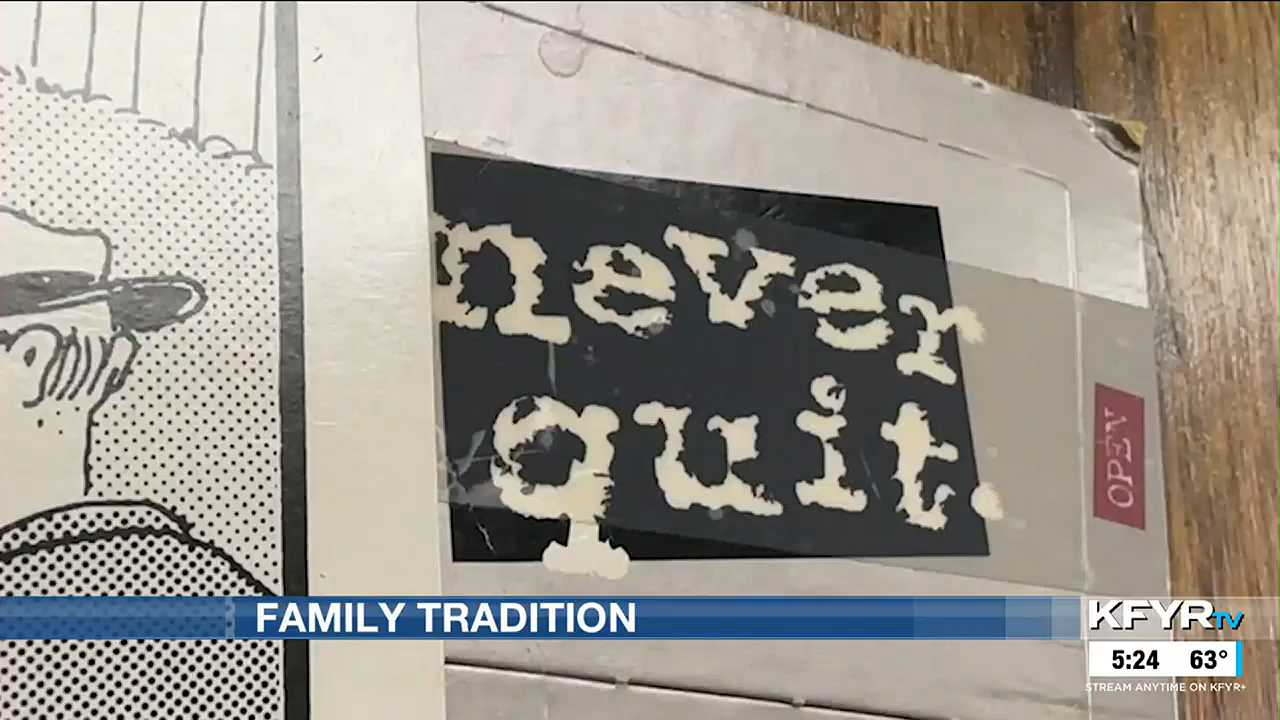 never
quit.
OPEN
FAMILY TRADITION
KFYRTV
5:24 63°
STREAM ANYTIME ON KFYR+